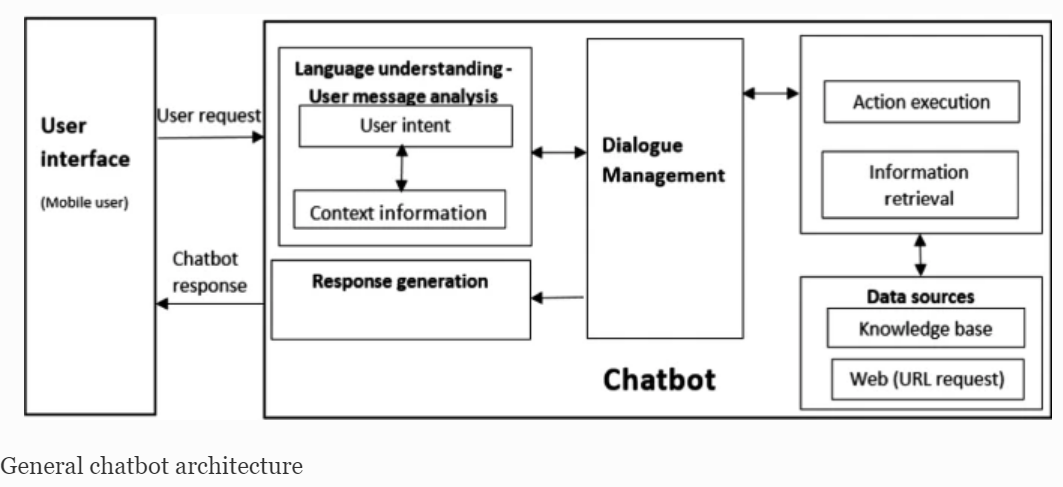 User
interface
(Mobile user)
User request
Chatbot
response
Language understanding -
User message analysis
User intent
Context information
Response generation
Dialogue
Management
Action execution
Information
retrieval
Data sources
Knowledge base
Web (URL request)
Chatbot
General chatbot architecture